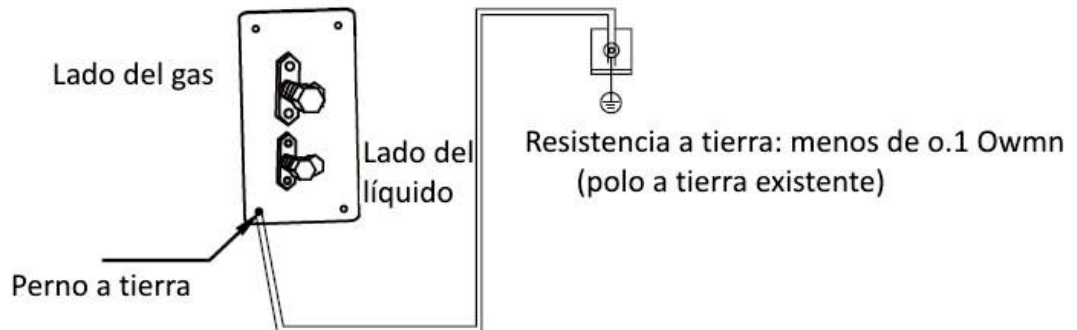 Lado del gas
Lado del
líquido
Resistencia a tierra: menos de o.1 Owmn
(polo a tierra existente)
Perno a tierra